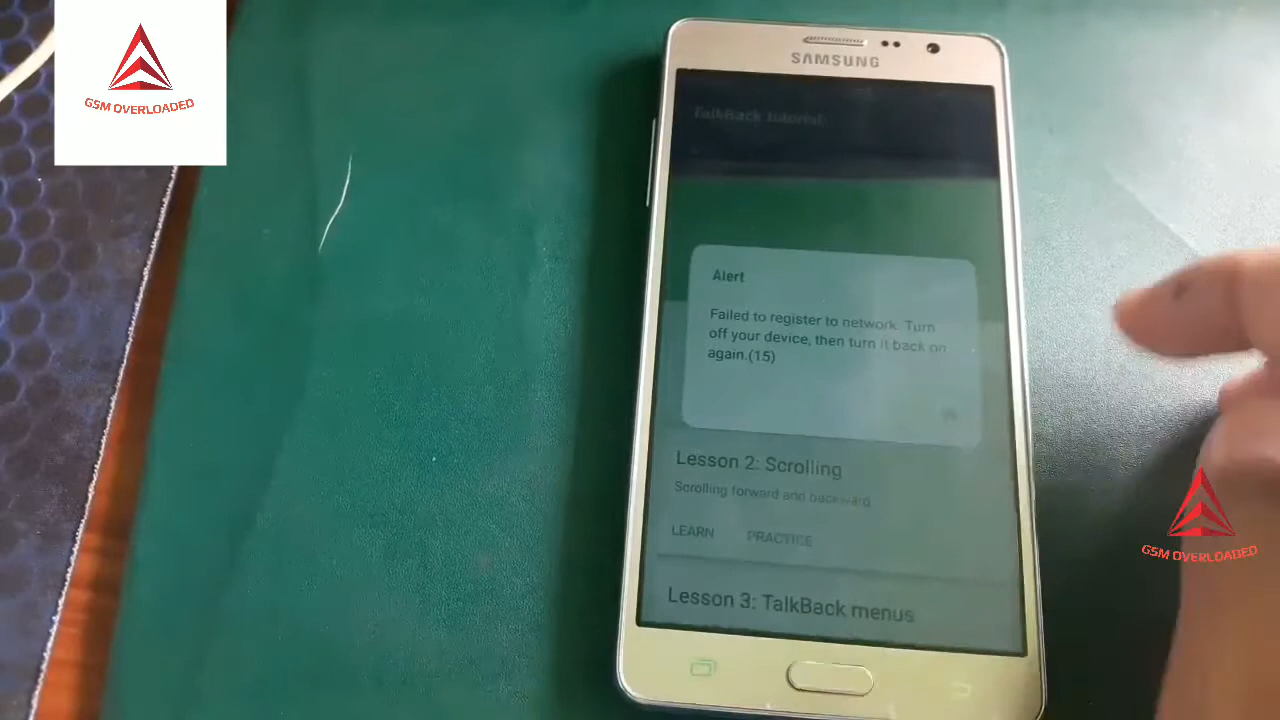 GSM OVERLOADED
SAMSUNG
TalkBack tutorial
Alert
Failed to register to network. Turn
off your device, then turn it back on
again.(15)
Lesson 2: Scrolling
Scrolling forward and backward
LEARN PRACTICE
Lesson 3: TalkBack menus
GSM OVERLOADED